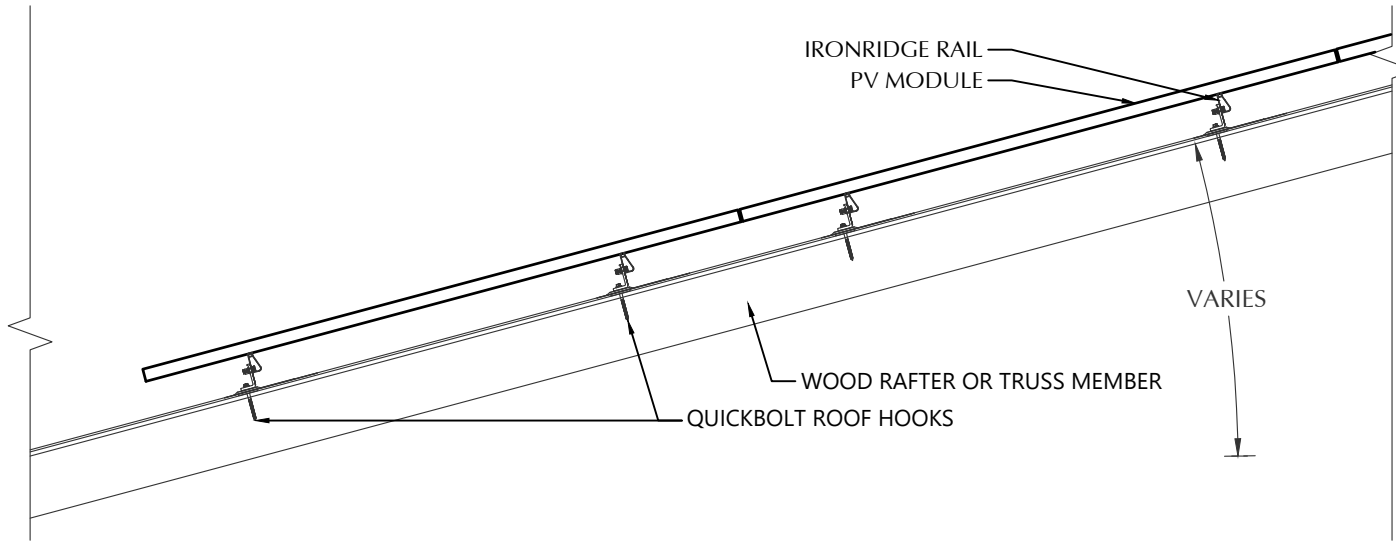 IRONRIDGE RAIL
PV MODULE
VARIES
WOOD RAFTER OR TRUSS MEMBER
QUICKBOLT ROOF HOOKS